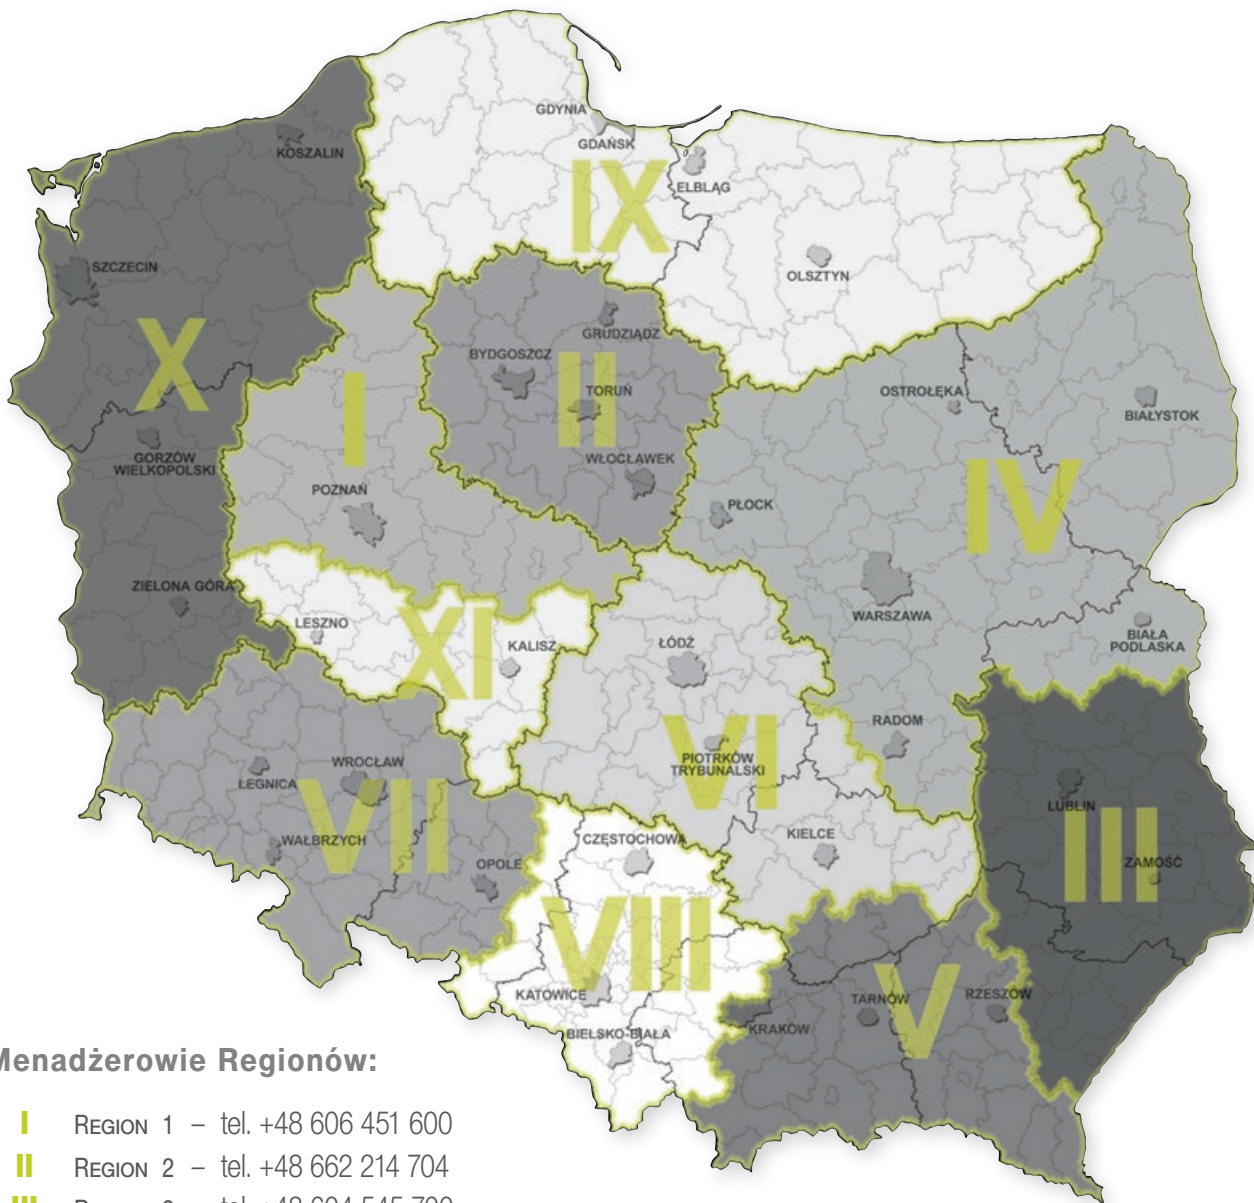 GDYNIA
GDAŃSK
KOSZALIN
IX
ELBLĄG
SZCZECIN
OLSZTYN
X
GRUDZIĄDZ
BYDGOSZCZ
I
II
TORUŃ
OSTROŁĘKA
BIAŁYSTOK
GORZÓW
WIELKOPOLSKI
WŁOCŁAWEK
POZNAŃ
IV
PŁOCK
ZIELONA GÓRA
WARSZAWA
LESZNO
XI
KALISZ
ŁÓDŹ
BIAŁA
PODLASKA
RADOM
VI
PIOTRKÓW
TRYBUNALSKI
WROCŁAW
LEGNICA
VII
LUBLIN
WAŁBRZYCH
CZĘSTOCHOWA
KIELCE
III
ZAMOŚĆ
OPOLE
VIII
KATOWICE
TARNÓW
V
RZESZÓW
KRAKÓW
BIELSKO-BIAŁA
Menadżerowie Regionów:
I REGION 1 – tel. +48 606 451 600
II REGION 2 – tel. +48 662 214 704